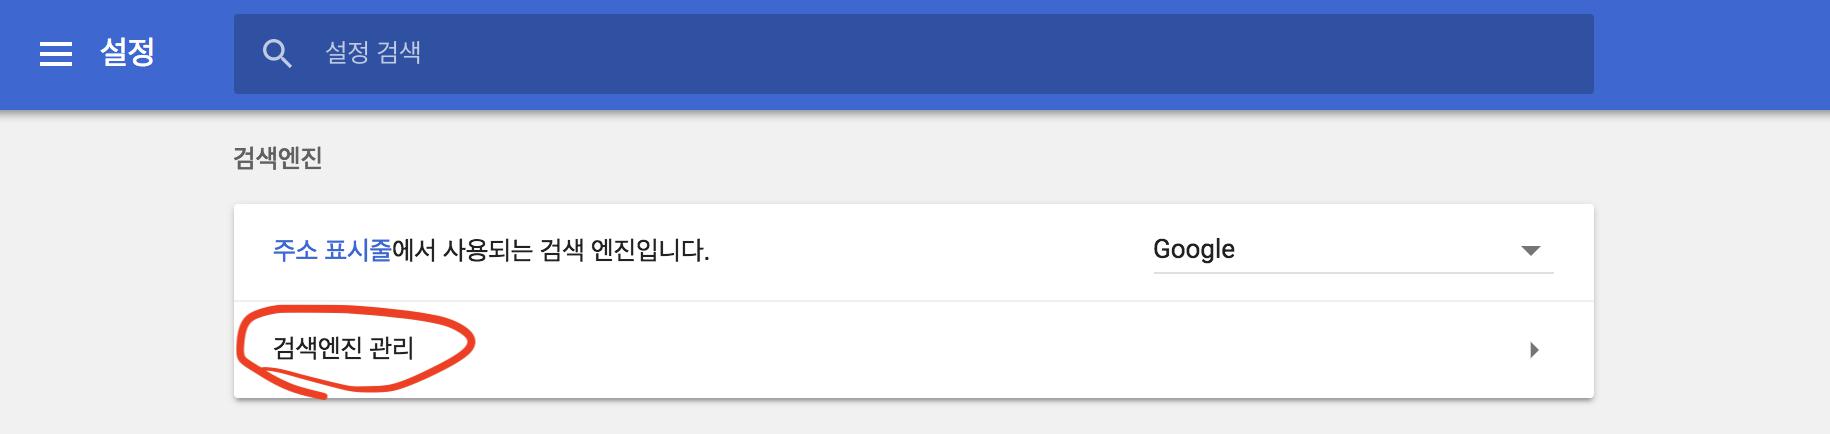 설정
설정 검색
검색엔진
주소 표시줄에서 사용되는 검색 엔진입니다.
Google
검색엔진 관리